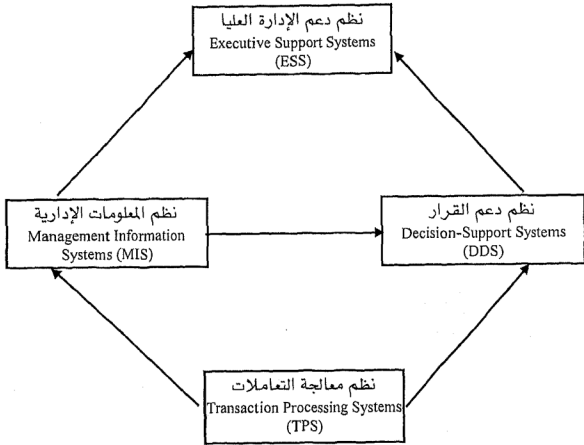 نظم دعم الإدارة العليا
Executive Support Systems
(ESS)
نظم المعلومات الإدارية
Management Information
Systems (MIS)
نظم دعم القرار
Decision-Support Systems
(DDS)
نظم معالجة التعاملات
Transaction Processing Systems
(TPS)